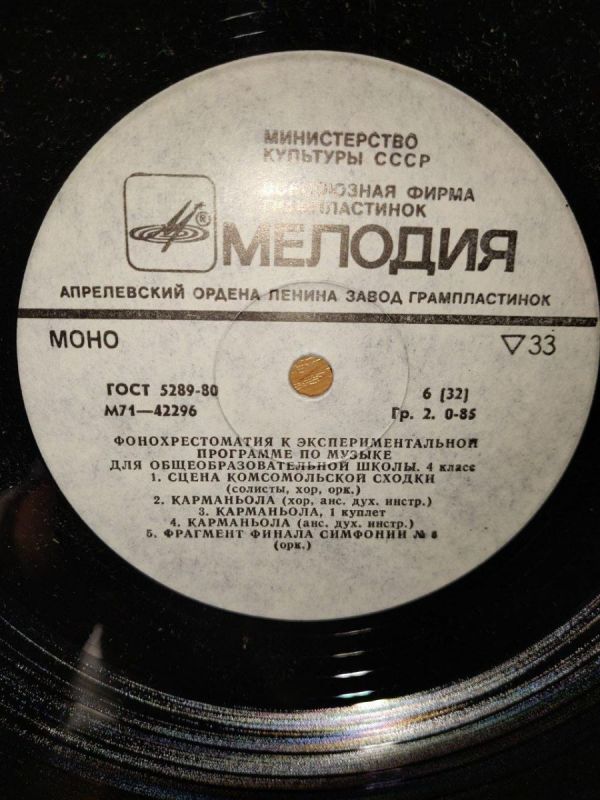 МИНИСТЕРСТВО
КУЛЬТУРЫ СССР
ВСЕСОЮЗНАЯ ФИРМА
ГРАМПЛАСТИНОК
®
МЕЛОДИЯ
АПРЕЛЕВСКИЙ ОРДЕНА ЛЕНИНА ЗАВОД ГРАМПЛАСТИНОК
МОНО
▽33
ГОСТ 5289-80
6 (32)
М71—42296
Гр. 2. 0-85
ФОНОХРЕСТОМАТИЯ К ЭКСПЕРИМЕНТАЛЬНОЙ
ПРОГРАММЕ ПО МУЗЫКЕ
ДЛЯ ОБЩЕОБРАЗОВАТЕЛЬНОЙ ШКОЛЫ. 4 класс
1. СЦЕНА КОМСОМОЛЬСКОЙ СХОДКИ
(солисты, хор, орк.)
2. КАРМАНЬОЛА (хор, анс. дух. инстр.)
3. КАРМАНЬОЛА, 1 куплет
4. КАРМАНЬОЛА (анс. дух. инстр.)
5. ФРАГМЕНТ ФИНАЛА СИМФОНИИ №
(орк.)